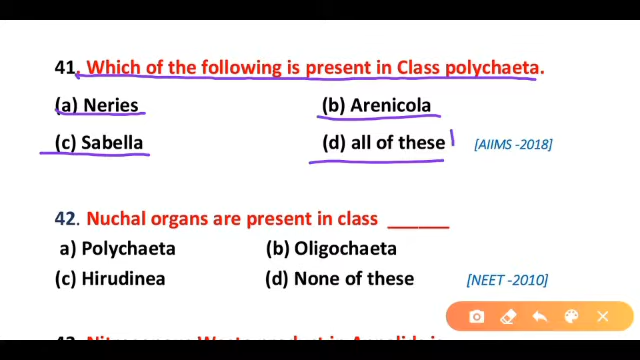 41. Which of the following is present in Class polychaeta.
(a) Neries (b) Arenicola
(c) Sabella (d) all of these [AIIMS -2018]
42. Nuchal organs are present in class ______
a) Polychaeta (b) Oligochaeta
(c) Hirudinea (d) None of these [NEET -2010]